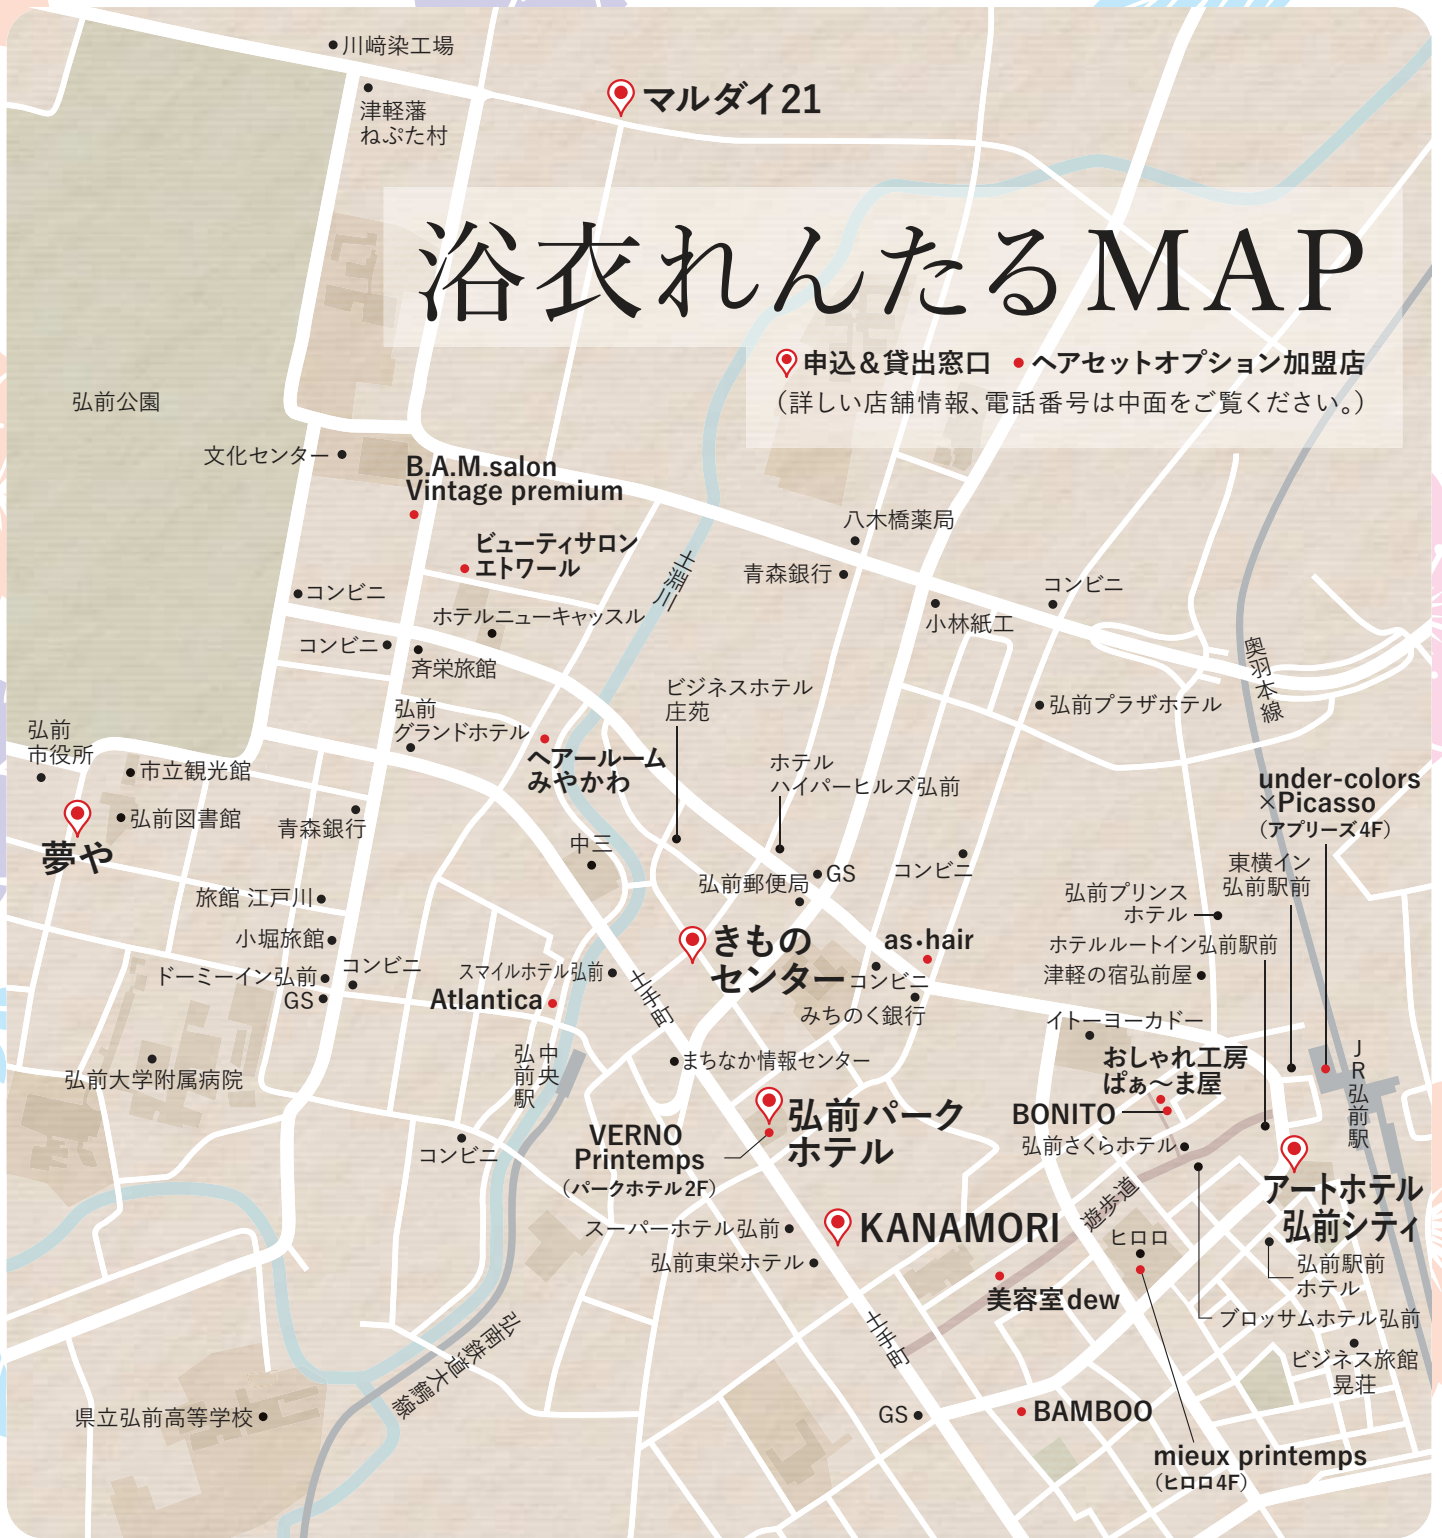 川﨑染工場
津軽藩
ねぷた村
マルダイ21
浴衣れんたるMAP
申込&貸出窓口
ヘアセットオプション加盟店
（詳しい店舗情報、電話番号は中面をご覧ください。）
弘前公園
文化センター
B.A.M.salon
Vintage premium
ビューティサロン
エトワール
土淵川
八木橋薬局
青森銀行
コンビニ
小林紙工
コンビニ
ホテルニューキャッスル
コンビニ
斉栄旅館
奥羽本線
弘前
グランドホテル
ビジネスホテル
庄苑
弘前プラザホテル
弘前
市役所
市立観光館
ヘアールーム
みやかわ
ホテル
ハイパーヒルズ弘前
under-colors
×Picasso
（アプリーズ4F）
弘前図書館
青森銀行
夢や
中三
GS
コンビニ
東横イン
弘前駅前
弘前郵便局
弘前プリンス
ホテル
旅館 江戸川
小堀旅館
きもの
センター
as・hair
ホテルルートイン弘前駅前
ドーミーイン弘前
コンビニ
スマイルホテル弘前
コンビニ
津軽の宿弘前屋
GS
Atlantica
土手町
みちのく銀行
イトーヨーカドー
弘前大学附属病院
中央
弘前駅
まちなか情報センター
おしゃれ工房
ぱぁ～ま屋
JR弘前駅
弘前パーク
ホテル
BONITO
VERNO
Printemps
（パークホテル2F）
コンビニ
弘前さくらホテル
アートホテル
弘前シティ
遊歩道
スーパーホテル弘前
KANAMORI
ヒロロ
弘前東栄ホテル
弘前駅前
ホテル
美容室dew
ブロッサムホテル弘前
弘南鉄道大鰐線
土手町
ビジネス旅館
晃荘
県立弘前高等学校
GS
BAMBOO
mieux printemps
（ヒロロ4F）